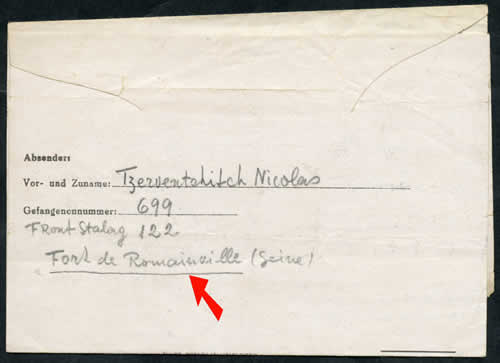 Absender:
Vor- und Zuname: Tzerventchitch Nicolas
Gefangenennummer: 699
Front Stalag 122
Fort de Romainville (Seine)